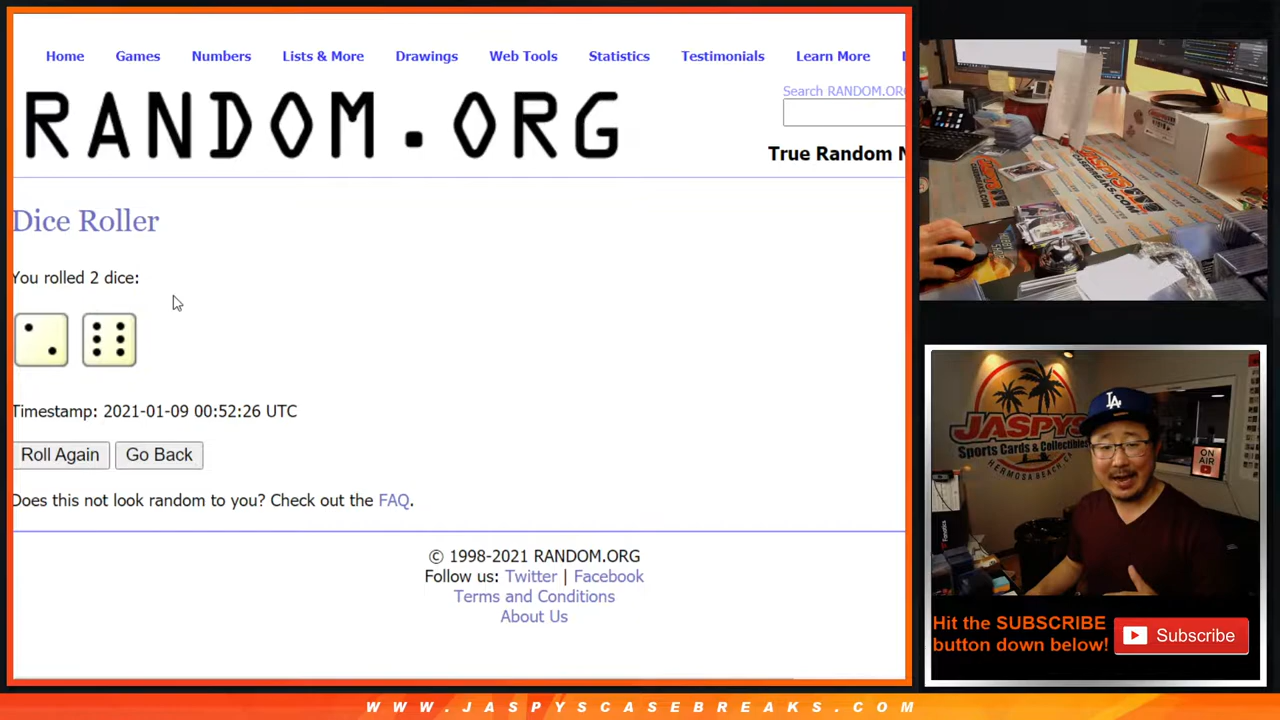 Home Games Numbers Lists & More Drawings Web Tools Statistics Testimonials Learn More
Search RANDOM.ORG
RANDOM.ORG
True Random N
Dice Roller
You rolled 2 dice:
Timestamp: 2021-01-09 00:52:26 UTC
Roll Again Go Back
Does this not look random to you? Check out the FAQ.
© 1998-2021 RANDOM.ORG
Follow us: Twitter | Facebook
Terms and Conditions
About Us
JASPYS
CASEBREAKS.COM
LA
JASPYS
Sports Cards & Collectibles
HERMOSA BEACH, CA
ON
AIR
Fanatics
Hit the SUBSCRIBE
button down below!
Subscribe
WWW.JASPYSCASEBREAKS.COM